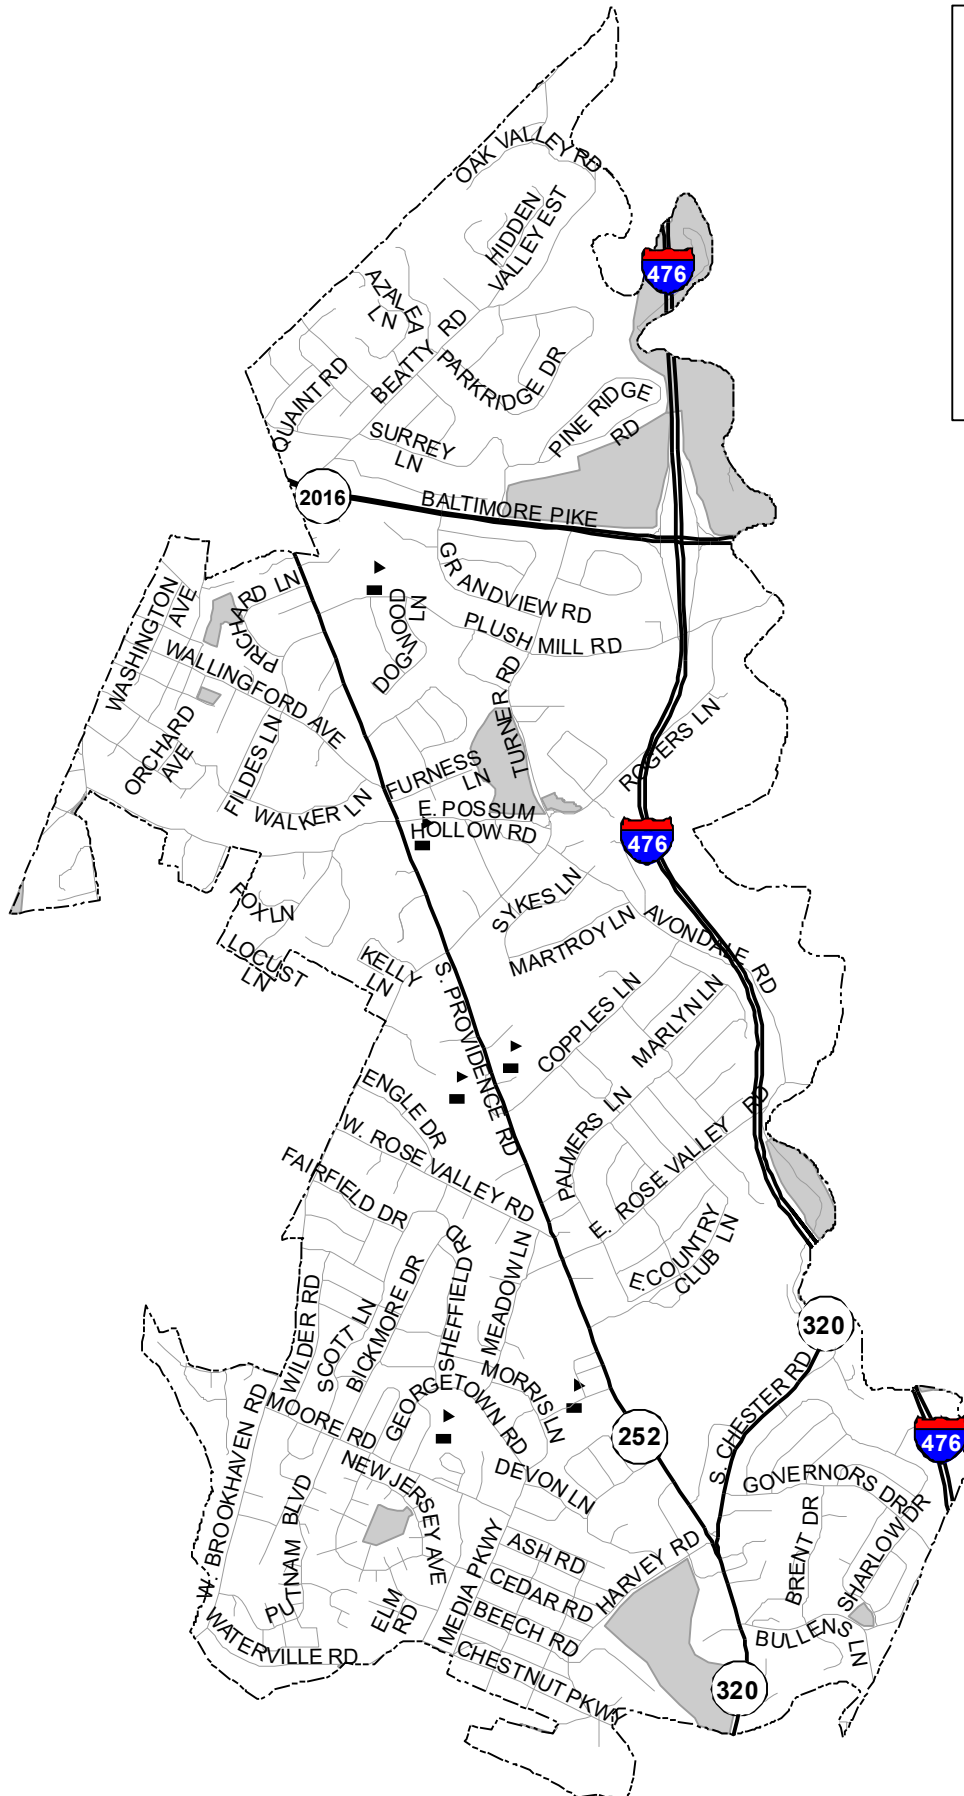 OAK VALLEY RD
HIDDEN
VALLEY EST
476
AZALEA
LN
BEATTY RD
PARKRIDGE DR
QUAINT RD
PINE RIDGE
RD
SURREY
LN
2016
BALTIMORE PIKE
GRANDVIEW RD
WASHINGTON
AVE
PRICHARD LN
DOGWOOD
LN
PLUSH MILL RD
WALLINGFORD AVE
TURNER RD
ORCHARD
AVE
FILDES LN
ROGERS LN
FURNESS
LN
WALKER LN
E. POSSUM
HOLLOW RD
476
FOX LN
SYKES LN
MARTROY LN
AVONDALE RD
LOCUST
LN
KELLY
LN
S. PROVIDENCE RD
COPPLES LN
MARLYN LN
ENGLE DR
PALMERS LN
W. ROSE VALLEY RD
E. ROSE VALLEY RD
FAIRFIELD DR
E. COUNTRY
CLUB LN
SHEFFIELD RD
MEADOW LN
WILDER RD
SCOTT LN
BICKMORE DR
320
MORRIS LN
GEORGETOWN RD
S. CHESTER RD
W. BROOKHAVEN RD
MOORE RD
252
476
NEW JERSEY AVE
DEVON LN
GOVERNORS DR
PUTNAM BLVD
BRENT DR
SHARLOW DR
DR
MEDIA PKWY
ASH RD
HARVEY RD
CEDAR RD
ELM
RD
BEECH RD
BULLENS LN
WATERVILLE RD
CHESTNUT PKWY
320